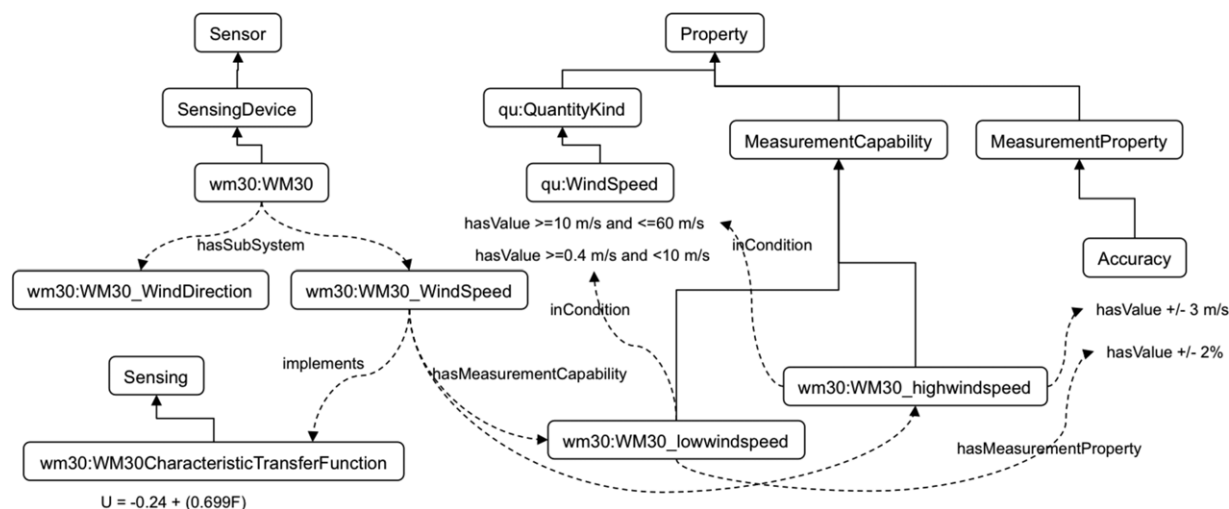 Sensor
Property
SensingDevice
qu:QuantityKind
MeasurementCapability
MeasurementProperty
wm30:WM30
qu:WindSpeed
hasValue >=10 m/s and <=60 m/s
hasSubSystem
inCondition
hasValue >=0.4 m/s and <10 m/s
Accuracy
wm30:WM30_WindDirection
wm30:WM30_WindSpeed
inCondition
hasValue +/- 3 m/s
hasValue +/- 2%
implements
Sensing
hasMeasurementCapability
wm30:WM30_highwindspeed
wm30:WM30_lowwindspeed
hasMeasurementProperty
wm30:WM30CharacteristicTransferFunction
U = -0.24 + (0.699F)